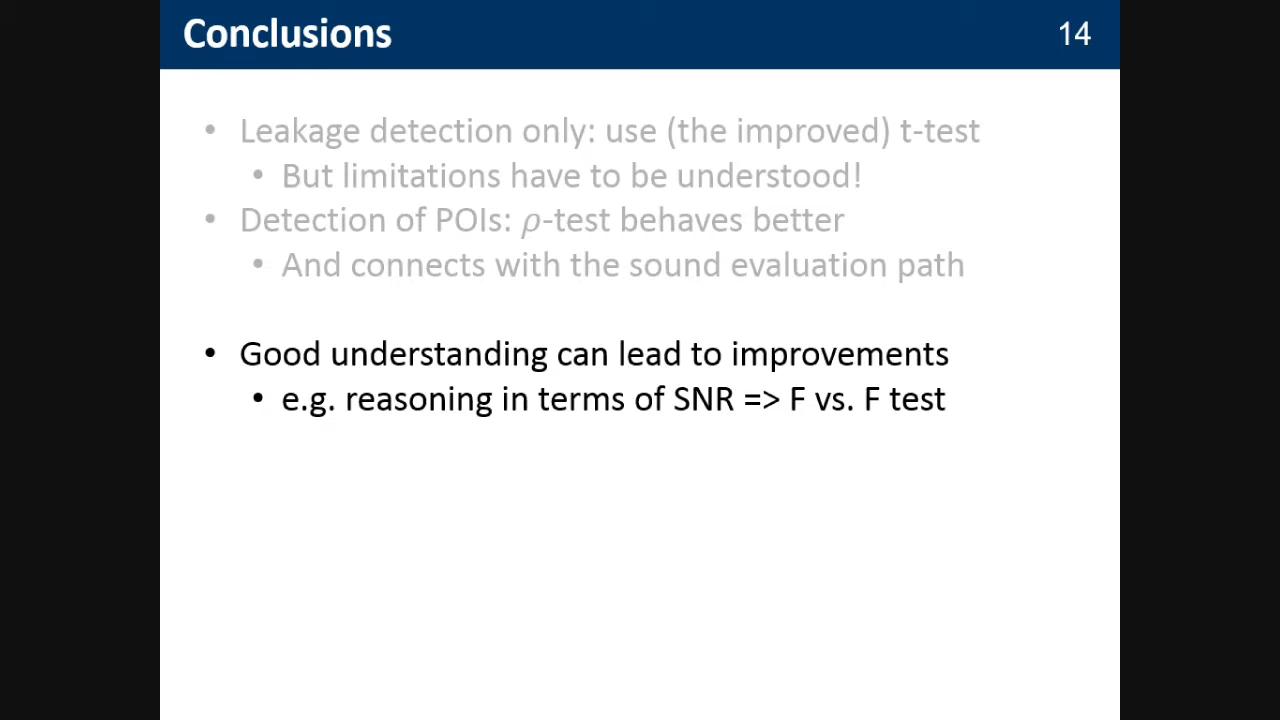 Conclusions 14
• Leakage detection only: use (the improved) t-test
• But limitations have to be understood!
• Detection of POIs: ρ-test behaves better
• And connects with the sound evaluation path
• Good understanding can lead to improvements
• e.g. reasoning in terms of SNR => F vs. F test